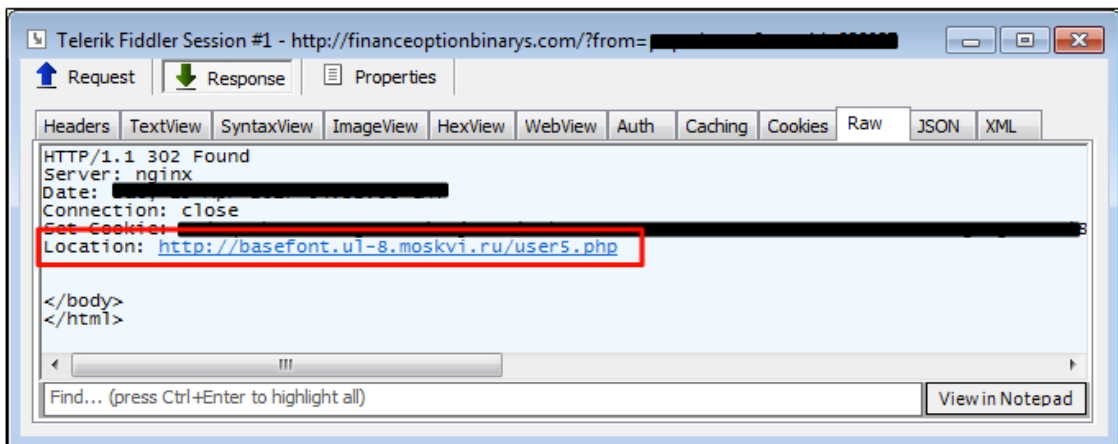 Telerik Fiddler Session #1 - http://financeoptionbinarys.com/?from=
Request Response Properties
Headers TextView SyntaxView ImageView HexView WebView Auth Caching Cookies Raw JSON XML
HTTP/1.1 302 Found
Server: nginx
Date:
Connection: close
Set-Cookie:
Location: http://basefont.ul-8.moskvi.ru/user5.php
</body>
</html>
Find... (press Ctrl+Enter to highlight all) View in Notepad